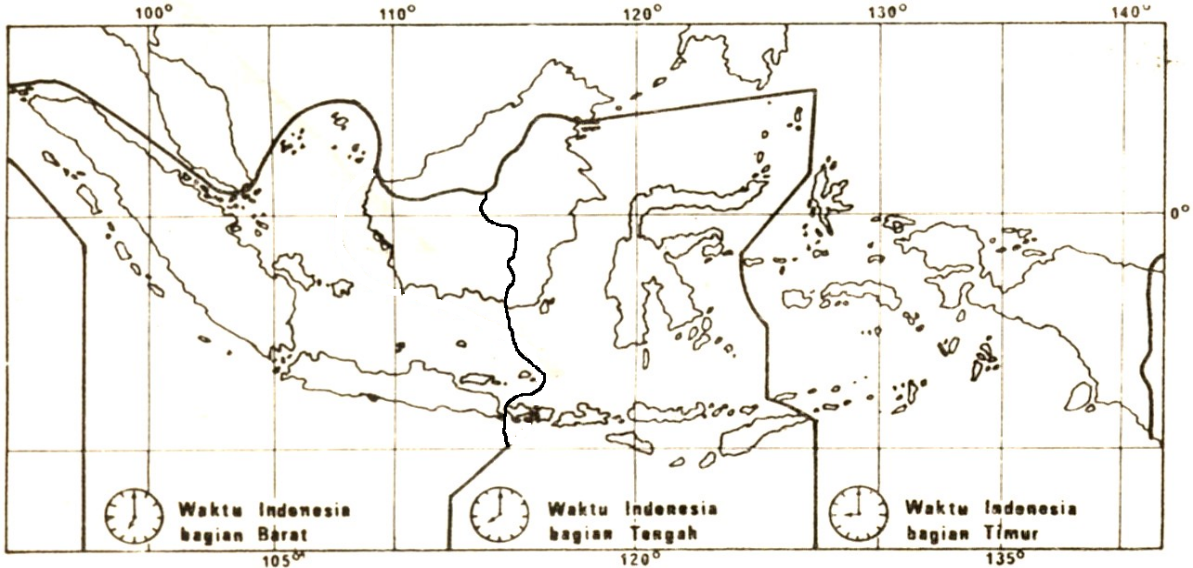 100° 110° 120° 130° 140°
0°
Waktu Indonesia
bagian Barat
Waktu Indonesia
bagian Tengah
Waktu Indonesia
bagian Timur
105° 120° 135°